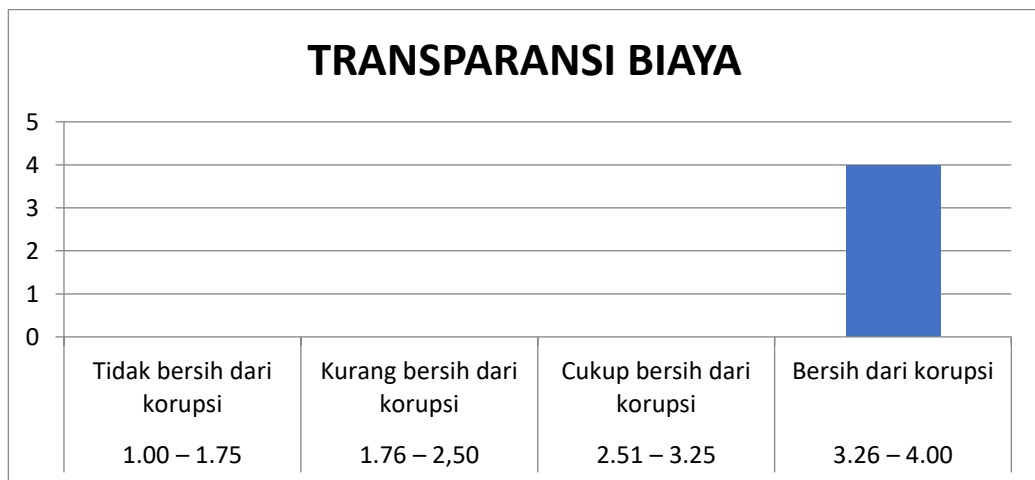 TRANSPARANSI BIAYA
5
4
3
2
1
0
Tidak bersih dari
korupsi
Kurang bersih dari
korupsi
Cukup bersih dari
korupsi
Bersih dari korupsi
1.00 – 1.75
1.76 – 2,50
2.51 – 3.25
3.26 – 4.00